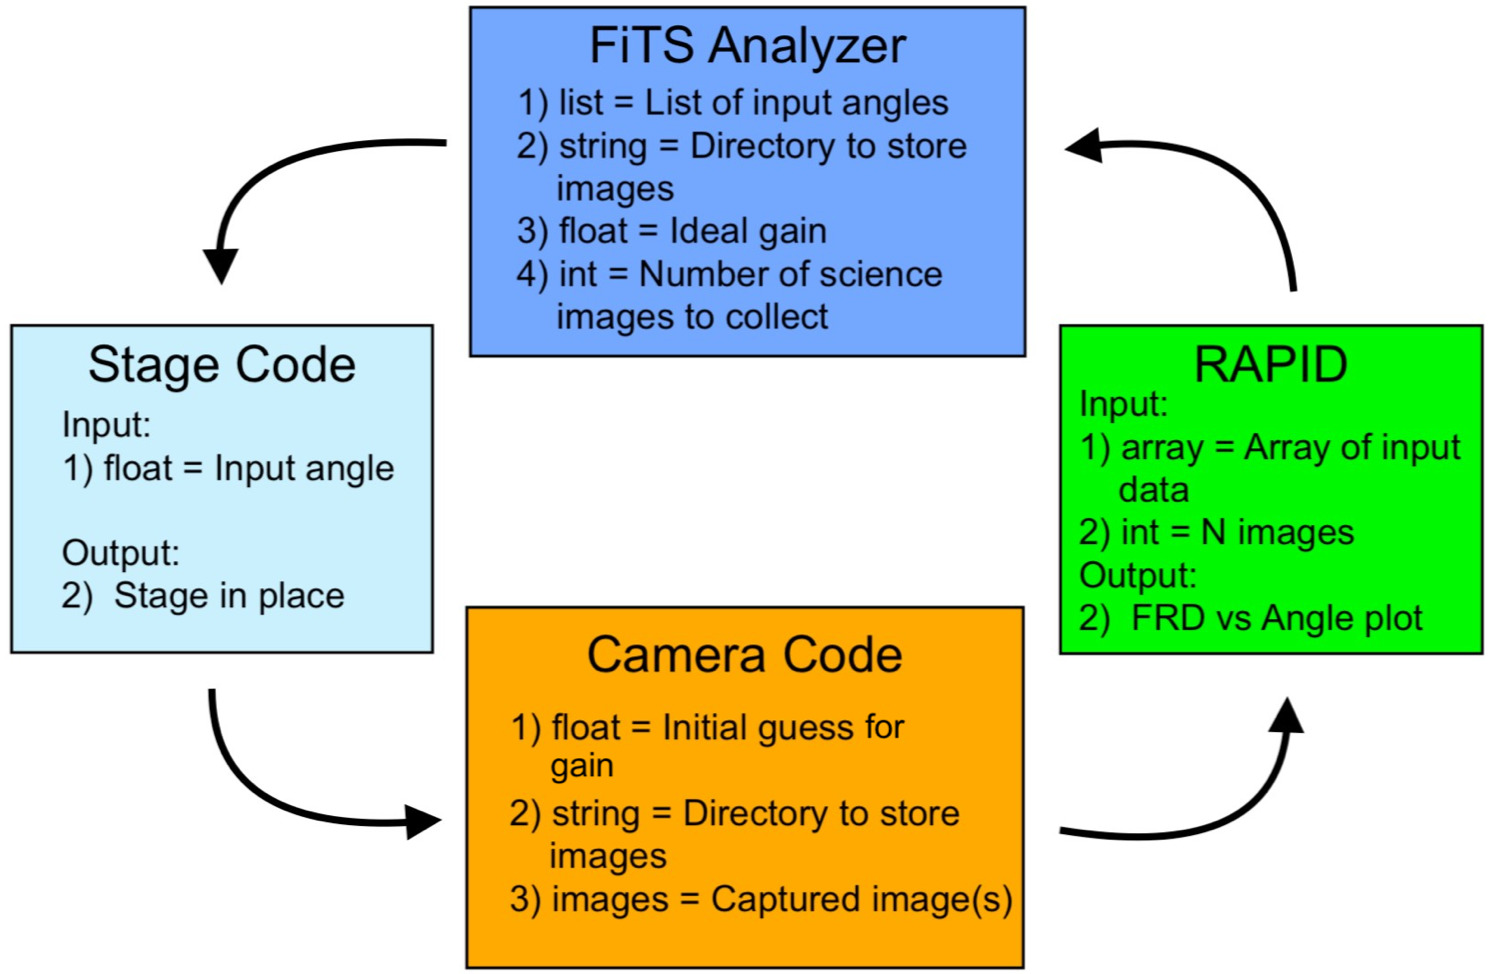 FiTS Analyzer
1) list = List of input angles
2) string = Directory to store
images
3) float = Ideal gain
4) int = Number of science
images to collect
Stage Code
Input:
1) float = Input angle
Output:
2) Stage in place
Camera Code
1) float = Initial guess for
gain
2) string = Directory to store
images
3) images = Captured image(s)
RAPID
Input:
1) array = Array of input
data
2) int = N images
Output:
2) FRD vs Angle plot